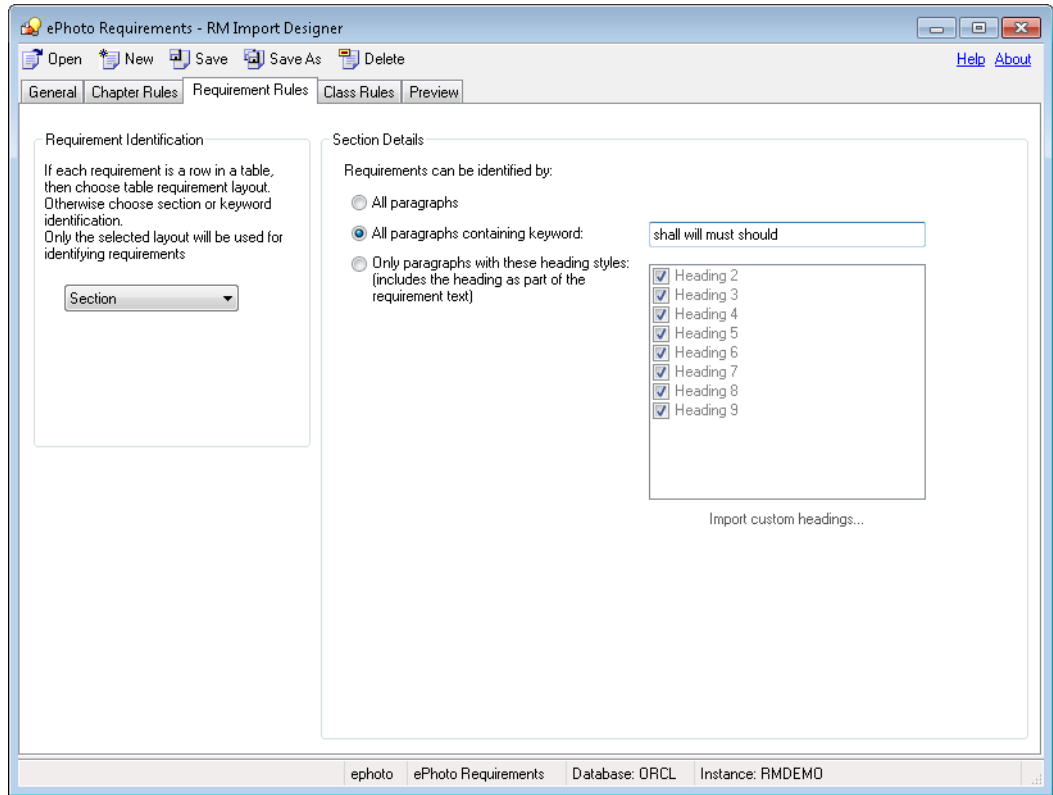 ePhoto Requirements - RM Import Designer
Open New Save Save As Delete Help About
General Chapter Rules Requirement Rules Class Rules Preview
Requirement Identification
If each requirement is a row in a table,
then choose table requirement layout.
Otherwise choose section or keyword
identification.
Only the selected layout will be used for
identifying requirements
Section
Section Details
Requirements can be identified by:
All paragraphs
All paragraphs containing keyword: shall will must should
Only paragraphs with these heading styles:
(includes the heading as part of the
requirement text)
Heading 2
Heading 3
Heading 4
Heading 5
Heading 6
Heading 7
Heading 8
Heading 9
Import custom headings...
ephoto ePhoto Requirements Database: ORCL Instance: RMDEMO